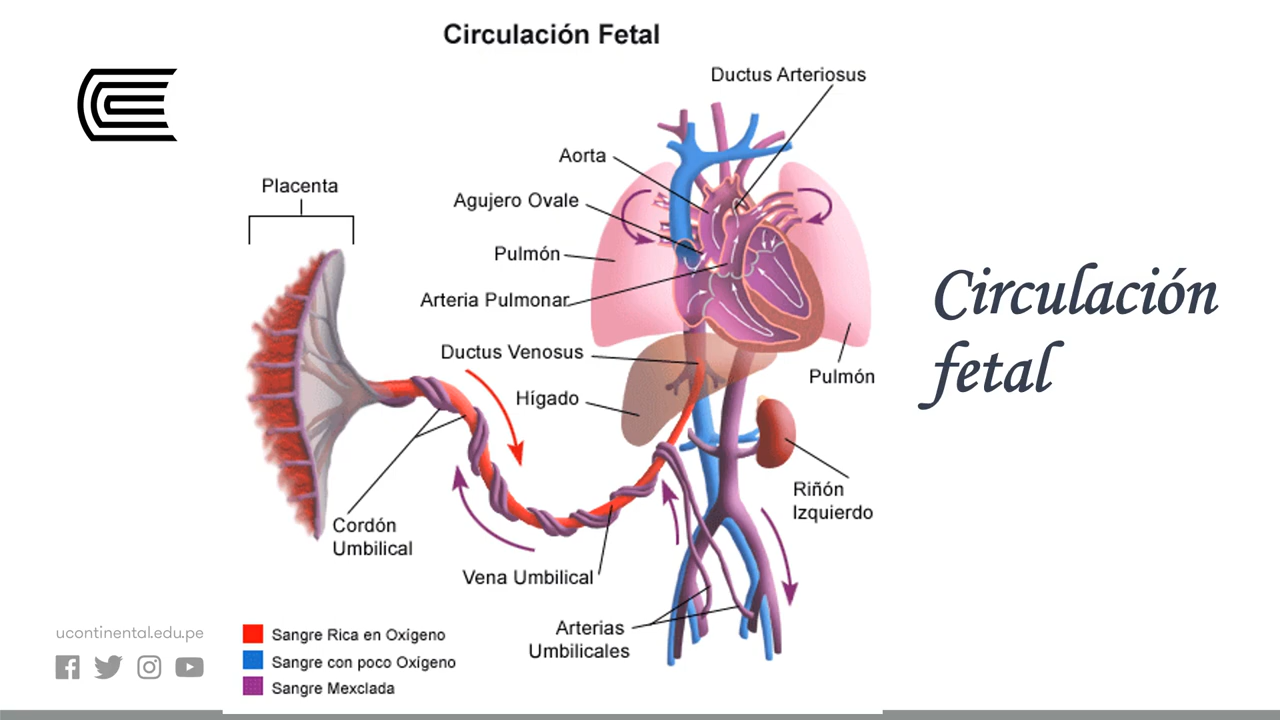 Circulación Fetal
Ductus Arteriosus
Aorta
Placenta
Agujero Ovale
Pulmón
Arteria Pulmonar
Ductus Venosus
Hígado
Pulmón
Circulación
fetal
Riñón
Izquierdo
Cordón
Umbilical
Vena Umbilical
Arterias
Umbilicales
ucontinental.edu.pe
Sangre Rica en Oxígeno
Sangre con poco Oxígeno
Sangre Mexclada